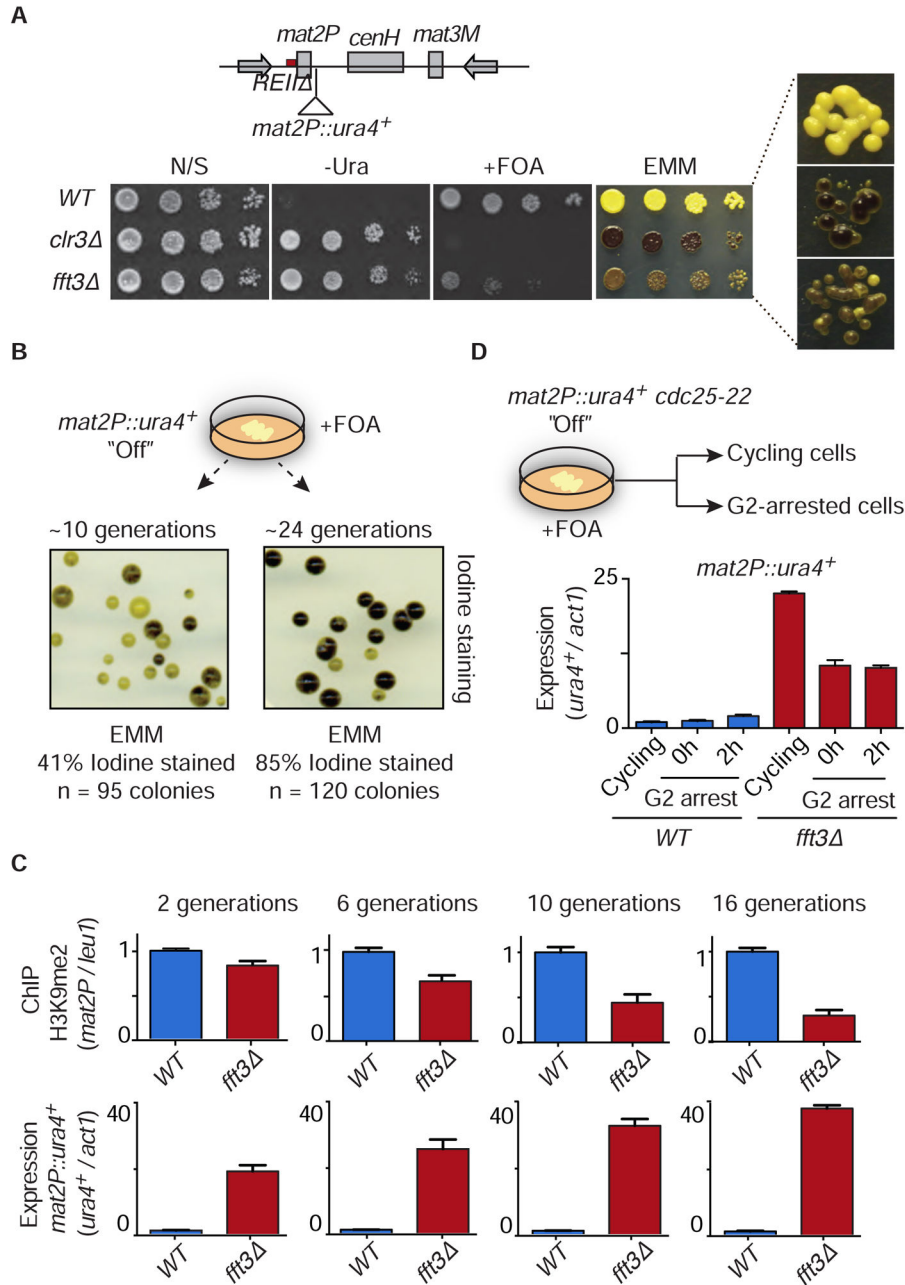 A
mat2P cenH mat3M
REIIΔ
mat2P::ura4+
N/S -Ura +FOA EMM
WT
clr3Δ
fft3Δ
B
mat2P::ura4+
"Off"
+FOA
~10 generations ~24 generations
Iodine staining
EMM EMM
41% Iodine stained 85% Iodine stained
n = 95 colonies n = 120 colonies
D
mat2P::ura4+ cdc25-22
"Off"
Cycling cells
G2-arrested cells
+FOA
mat2P::ura4+
Expression
(ura4+ / act1)
25
0
Cycling 0h 2h Cycling 0h 2h
G2 arrest G2 arrest
WT fft3Δ
C
2 generations 6 generations 10 generations 16 generations
ChIP
H3K9me2
(mat2P / leu1)
1 1 1 1
0 0 0 0
WT fft3Δ WT fft3Δ WT fft3Δ WT fft3Δ
Expression
mat2P::ura4+
(ura4+ / act1)
40 40 40 40
0 0 0 0
WT fft3Δ WT fft3Δ WT fft3Δ WT fft3Δ